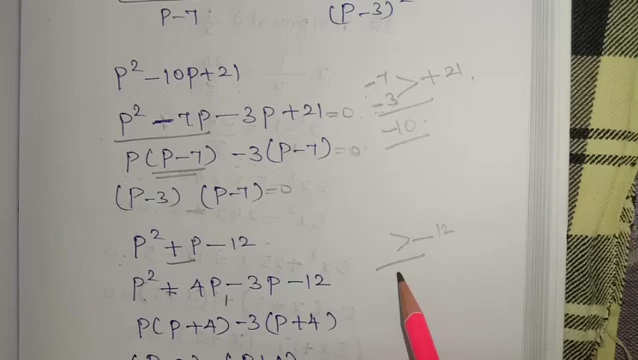 P-7 (P-3)²
P²-10P+21
-7
-3 > +21.
P²-7P-3P+21=0
-10
P(P-7) -3(P-7)=0
(P-3) (P-7)=0
P²+P-12
> -12
P²+4P-3P-12
P(P+4)-3(P+4)